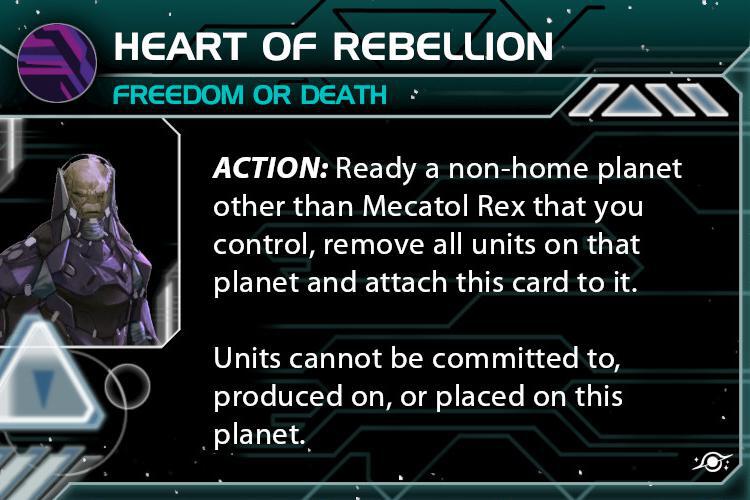 HEART OF REBELLION
FREEDOM OR DEATH
ACTION: Ready a non-home planet
other than Mecatol Rex that you
control, remove all units on that
planet and attach this card to it.
Units cannot be committed to,
produced on, or placed on this
planet.